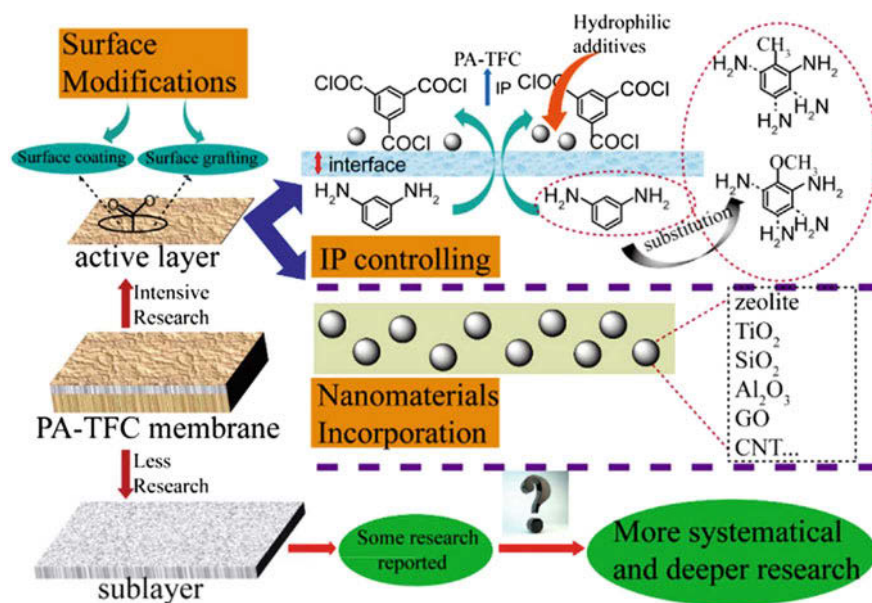 Surface
Modifications
Surface coating
Surface grafting
O
O
active layer
Intensive
Research
PA-TFC membrane
Less
Research
sublayer
PA-TFC
IP
Hydrophilic
additives
ClOC
COCl
COCl
ClOC
COCl
COCl
interface
H₂N
NH₂
H₂N
NH₂
substitution
IP controlling
CH₃
H₂N
NH₂
H₂N
H₂N
OCH₃
H₂N
NH₂
H₂N
H₂N
Nanomaterials
Incorporation
zeolite
TiO₂
SiO₂
Al₂O₃
GO
CNT...
Some research
reported
?
More systematical
and deeper research